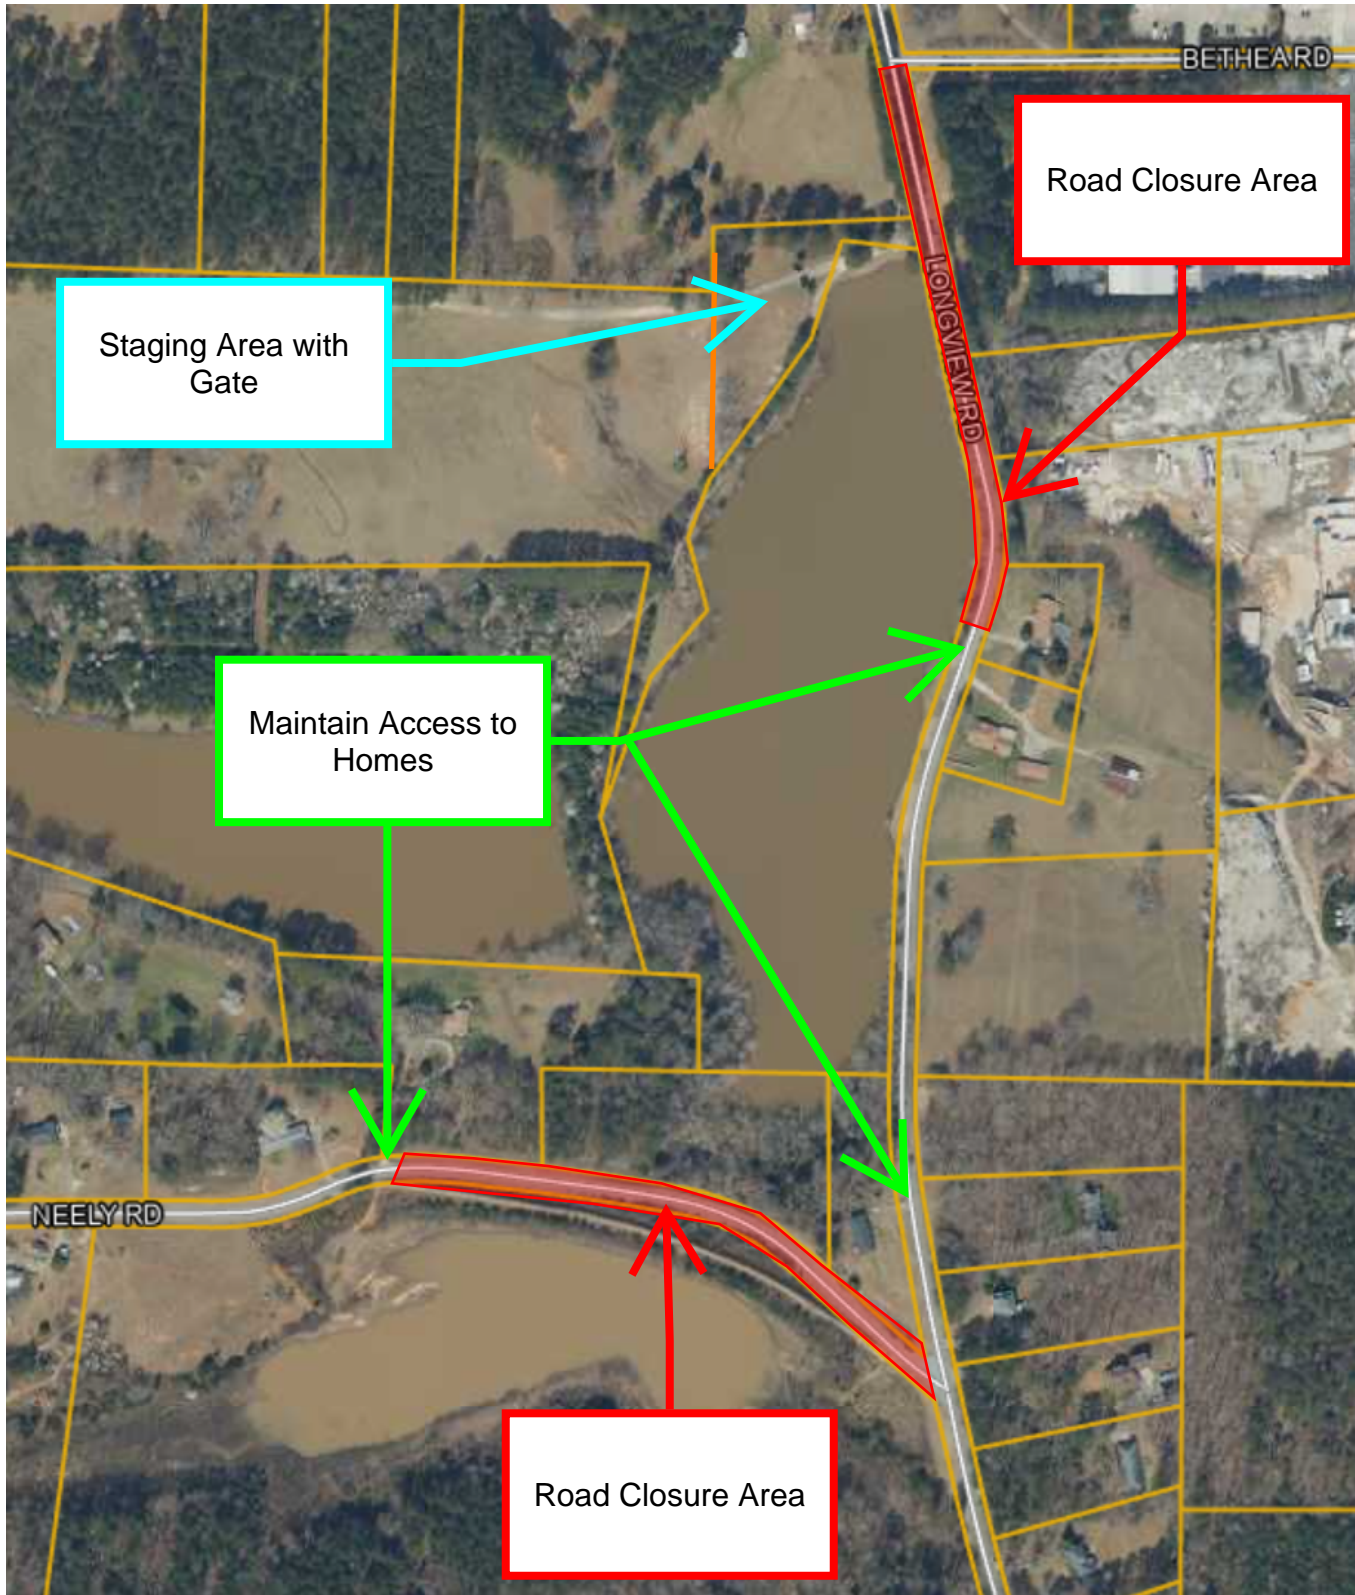 BETHEA RD
Road Closure Area
LONGVIEW RD
Staging Area with
Gate
Maintain Access to
Homes
NEELY RD
Road Closure Area